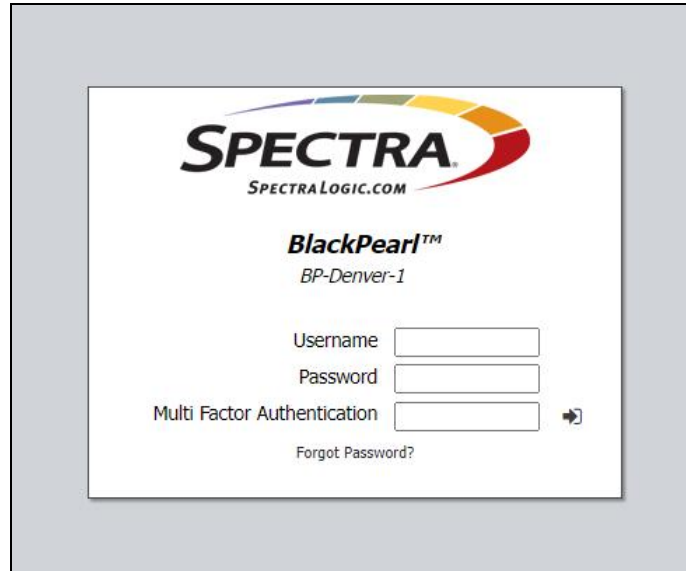 SPECTRA.
SPECTRALOGIC.COM
BlackPearl™
BP-Denver-1
Username
Password
Multi Factor Authentication
Forgot Password?